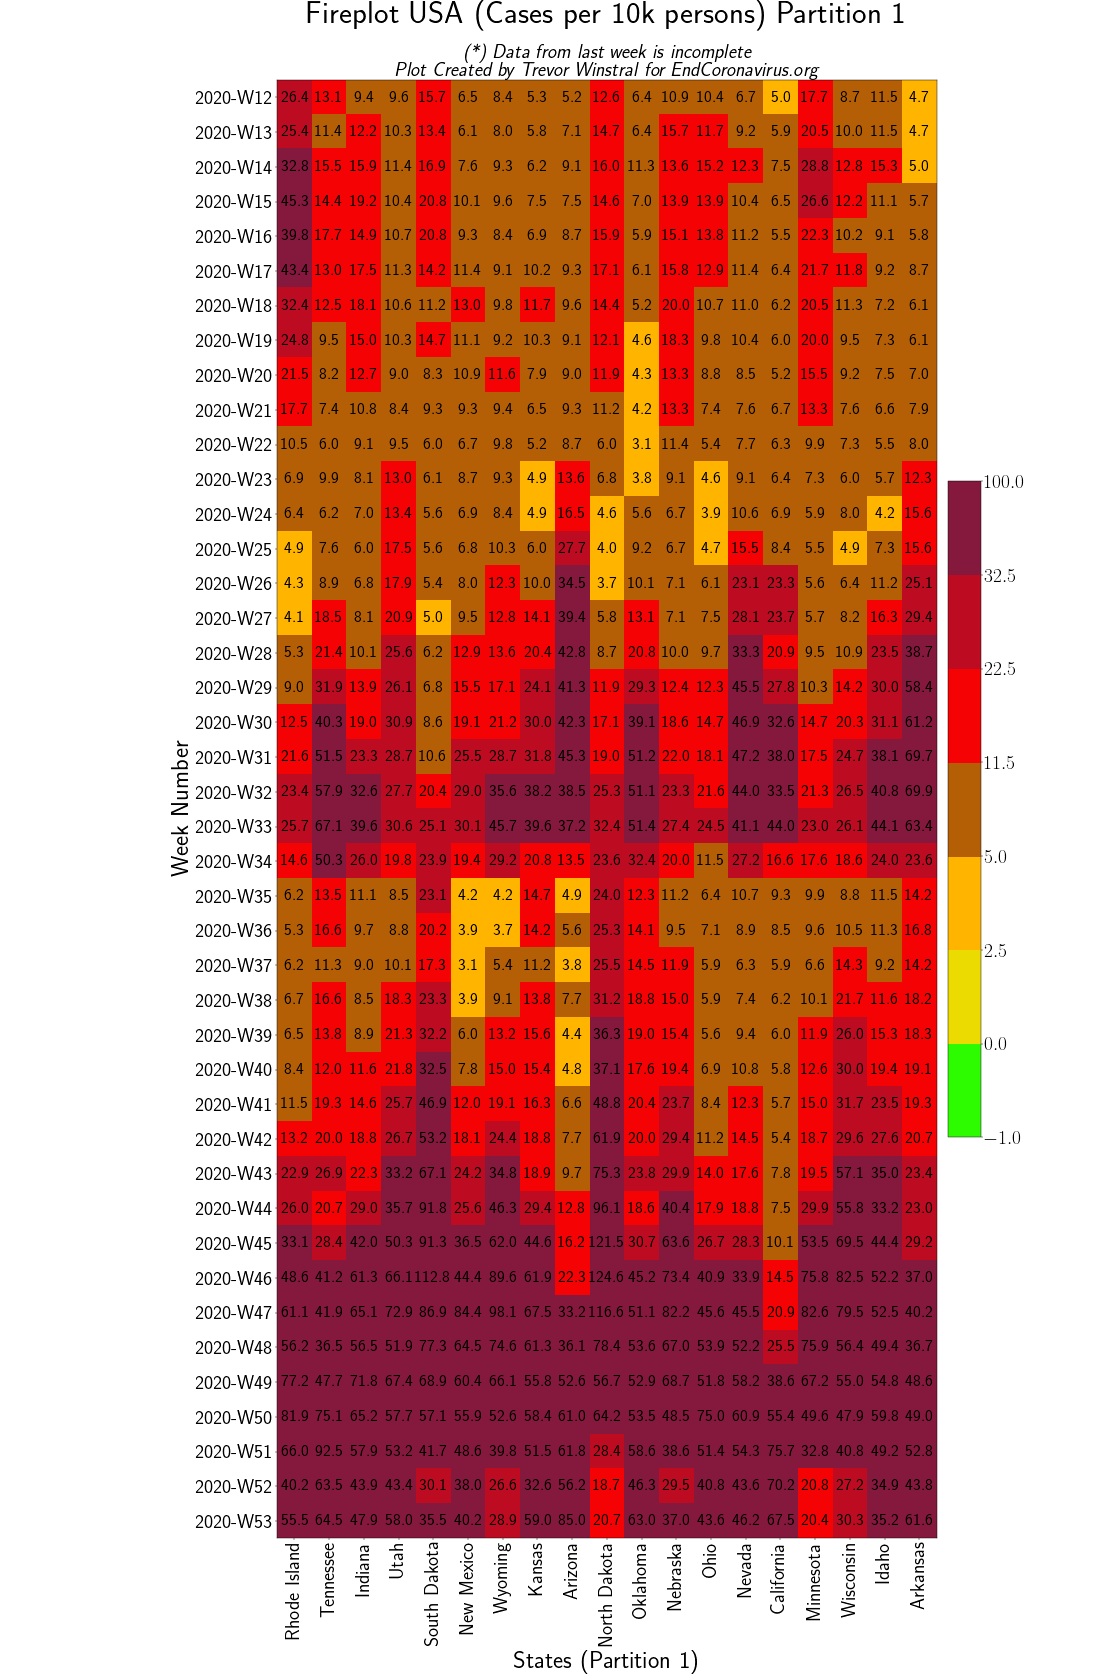 Fireplot USA (Cases per 10k persons) Partition 1
(*) Data from last week is incomplete
Plot Created by Trevor Winstral for EndCoronavirus.org
2020-W12 26.4 13.1 9.4 9.6 15.7 6.5 8.4 5.3 5.2 12.6 6.4 10.9 10.4 6.7 5.0 17.7 8.7 11.5 4.7
2020-W13 25.4 11.4 12.2 10.3 13.4 6.1 8.0 5.8 7.1 14.7 6.4 15.7 11.7 9.2 5.9 20.5 10.0 11.5 4.7
2020-W14 32.8 15.5 15.9 11.4 16.9 7.6 9.3 6.2 9.1 16.0 11.3 13.6 15.2 12.3 7.5 28.8 12.8 15.3 5.0
2020-W15 45.3 14.4 19.2 10.4 20.8 10.1 9.6 7.5 7.5 14.6 7.0 13.9 13.9 10.4 6.5 26.6 12.2 11.1 5.7
2020-W16 39.8 17.7 14.9 10.7 20.8 9.3 8.4 6.9 8.7 15.9 5.9 15.1 13.8 11.2 5.5 22.3 10.2 9.1 5.8
2020-W17 43.4 13.0 17.5 11.3 14.2 11.4 9.1 10.2 9.3 17.1 6.1 15.8 12.9 11.4 6.4 21.7 11.8 9.2 8.7
2020-W18 32.4 12.5 18.1 10.6 11.2 13.0 9.8 11.7 9.6 14.4 5.2 20.0 10.7 11.0 6.2 20.5 11.3 7.2 6.1
2020-W19 24.8 9.5 15.0 10.3 14.7 11.1 9.2 10.3 9.1 12.1 4.6 18.3 9.8 10.4 6.0 20.0 9.5 7.3 6.1
2020-W20 21.5 8.2 12.7 9.0 8.3 10.9 11.6 7.9 9.0 11.9 4.3 13.3 8.8 8.5 5.2 15.5 9.2 7.5 7.0
2020-W21 17.7 7.4 10.8 8.4 9.3 9.3 9.4 6.5 9.3 11.2 4.2 13.3 7.4 7.6 6.7 13.3 7.6 6.6 7.9
2020-W22 10.5 6.0 9.1 9.5 6.0 6.7 9.8 5.2 8.7 6.0 3.1 11.4 5.4 7.7 6.3 9.9 7.3 5.5 8.0
2020-W23 6.9 9.9 8.1 13.0 6.1 8.7 9.3 4.9 13.6 6.8 3.8 9.1 4.6 9.1 6.4 7.3 6.0 5.7 12.3
2020-W24 6.4 6.2 7.0 13.4 5.6 6.9 8.4 4.9 16.5 4.6 5.6 6.7 3.9 10.6 6.9 5.9 8.0 4.2 15.6
2020-W25 4.9 7.6 6.0 17.5 5.6 6.8 10.3 6.0 27.7 4.0 9.2 6.7 4.7 15.5 8.4 5.5 4.9 7.3 15.6
2020-W26 4.3 8.9 6.8 17.9 5.4 8.0 12.3 10.0 34.5 3.7 10.1 7.1 6.1 23.1 23.3 5.6 6.4 11.2 25.1
2020-W27 4.1 18.5 8.1 20.9 5.0 9.5 12.8 14.1 39.4 5.8 13.1 7.1 7.5 28.1 23.7 5.7 8.2 16.3 29.4
2020-W28 5.3 21.4 10.1 25.6 6.2 12.9 13.6 20.4 42.8 8.7 20.8 10.0 9.7 33.3 20.9 9.5 10.9 23.5 38.7
2020-W29 9.0 31.9 13.9 26.1 6.8 15.5 17.1 24.1 41.3 11.9 29.3 12.4 12.3 45.5 27.8 10.3 14.2 30.0 58.4
2020-W30 12.5 40.3 19.0 30.9 8.6 19.1 21.2 30.0 42.3 17.1 39.1 18.6 14.7 46.9 32.6 14.7 20.3 31.1 61.2
2020-W31 21.6 51.5 23.3 28.7 10.6 25.5 28.7 31.8 45.3 19.0 51.2 22.0 18.1 47.2 38.0 17.5 24.7 38.1 69.7
2020-W32 23.4 57.9 32.6 27.7 20.4 29.0 35.6 38.2 38.5 25.3 51.1 23.3 21.6 44.0 33.5 21.3 26.5 40.8 69.9
2020-W33 25.7 67.1 39.6 30.6 25.1 30.1 45.7 39.6 37.2 32.4 51.4 27.4 24.5 41.1 44.0 23.0 26.1 44.1 63.4
2020-W34 14.6 50.3 26.0 19.8 23.9 19.4 29.2 20.8 13.5 23.6 32.4 20.0 11.5 27.2 16.6 17.6 18.6 24.0 23.6
2020-W35 6.2 13.5 11.1 8.5 23.1 4.2 4.2 14.7 4.9 24.0 12.3 11.2 6.4 10.7 9.3 9.9 8.8 11.5 14.2
2020-W36 5.3 16.6 9.7 8.8 20.2 3.9 3.7 14.2 5.6 25.3 14.1 9.5 7.1 8.9 8.5 9.6 10.5 11.3 16.8
2020-W37 6.2 11.3 9.0 10.1 17.3 3.1 5.4 11.2 3.8 25.5 14.5 11.9 5.9 6.3 5.9 6.6 14.3 9.2 14.2
2020-W38 6.7 16.6 8.5 18.3 23.3 3.9 9.1 13.8 7.7 31.2 18.8 15.0 5.9 7.4 6.2 10.1 21.7 11.6 18.2
2020-W39 6.5 13.8 8.9 21.3 32.2 6.0 13.2 15.6 4.4 36.3 19.0 15.4 5.6 9.4 6.0 11.9 26.0 15.3 18.3
2020-W40 8.4 12.0 11.6 21.8 32.5 7.8 15.0 15.4 4.8 37.1 17.6 19.4 6.9 10.8 5.8 12.6 30.0 19.4 19.1
2020-W41 11.5 19.3 14.6 25.7 46.9 12.0 19.1 16.3 6.6 48.8 20.4 23.7 8.4 12.3 5.7 15.0 31.7 23.5 19.3
2020-W42 13.2 20.0 18.8 26.7 53.2 18.1 24.4 18.8 7.7 61.9 20.0 29.4 11.2 14.5 5.4 18.7 29.6 27.6 20.7
2020-W43 22.9 26.9 22.3 33.2 67.1 24.2 34.8 18.9 9.7 75.3 23.8 29.9 14.0 17.6 7.8 19.5 57.1 35.0 23.4
2020-W44 26.0 20.7 29.0 35.7 91.8 25.6 46.3 29.4 12.8 96.1 18.6 40.4 17.9 18.8 7.5 29.9 55.8 33.2 23.0
2020-W45 33.1 28.4 42.0 50.3 91.3 36.5 62.0 44.6 16.2 121.5 30.7 63.6 26.7 28.3 10.1 53.5 69.5 44.4 29.2
2020-W46 48.6 41.2 61.3 66.1 112.8 44.4 89.6 61.9 22.3 124.6 45.2 73.4 40.9 33.9 14.5 75.8 82.5 52.2 37.0
2020-W47 61.1 41.9 65.1 72.9 86.9 84.4 98.1 67.5 33.2 116.6 51.1 82.2 45.6 45.5 20.9 82.6 79.5 52.5 40.2
2020-W48 56.2 36.5 56.5 51.9 77.3 64.5 74.6 61.3 36.1 78.4 53.6 67.0 53.9 52.2 25.5 75.9 56.4 49.4 36.7
2020-W49 77.2 47.7 71.8 67.4 68.9 60.4 66.1 55.8 52.6 56.7 52.9 68.7 51.8 58.2 38.6 67.2 55.0 54.8 48.6
2020-W50 81.9 75.1 65.2 57.7 57.1 55.9 52.6 58.4 61.0 64.2 53.5 48.5 75.0 60.9 55.4 49.6 47.9 59.8 49.0
2020-W51 66.0 92.5 57.9 53.2 41.7 48.6 39.8 51.5 61.8 28.4 58.6 38.6 51.4 54.3 75.7 32.8 40.8 49.2 52.8
2020-W52 40.2 63.5 43.9 43.4 30.1 38.0 26.6 32.6 56.2 18.7 46.3 29.5 40.8 43.6 70.2 20.8 27.2 34.9 43.8
2020-W53 55.5 64.5 47.9 58.0 35.5 40.2 28.9 59.0 85.0 20.7 63.0 37.0 43.6 46.2 67.5 20.4 30.3 35.2 61.6
Week Number
Rhode Island
Tennessee
Indiana
Utah
South Dakota
New Mexico
Wyoming
Kansas
Arizona
North Dakota
Oklahoma
Nebraska
Ohio
Nevada
California
Minnesota
Wisconsin
Idaho
Arkansas
States (Partition 1)
100.0
32.5
22.5
11.5
5.0
2.5
0.0
−1.0